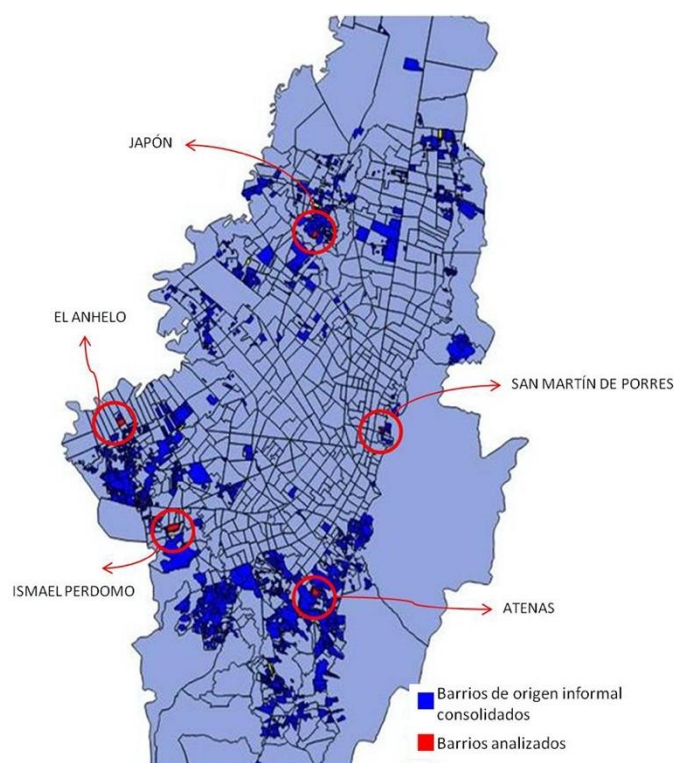 JAPÓN
EL ANHELO
SAN MARTÍN DE PORRES
ISMAEL PERDOMO
ATENAS
Barrios de origen informal
consolidados
Barrios analizados